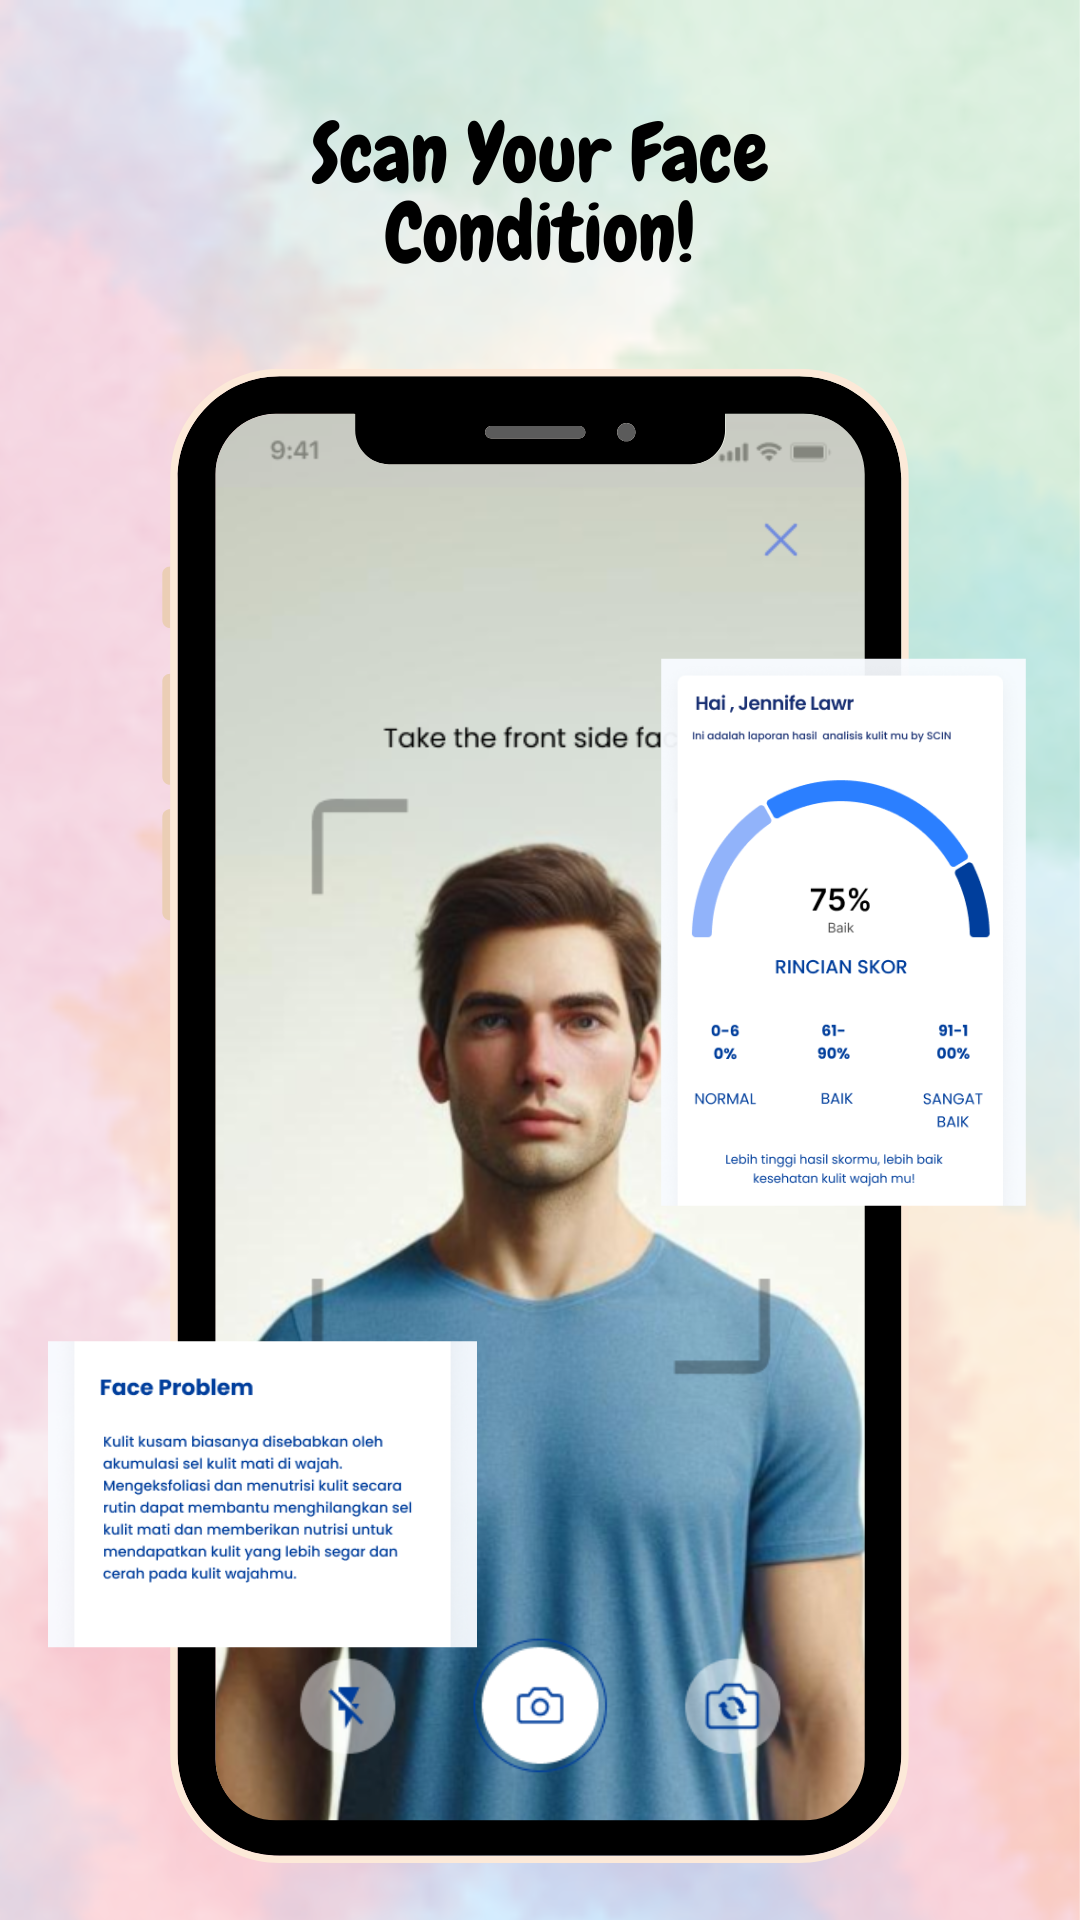 Scan Your Face
Condition!
9:41
Take the front side fac
Hai , Jennife Lawr
Ini adalah laporan hasil analisis kulit mu by SCIN
75%
Baik
RINCIAN SKOR
0-6 61- 91-1
0% 90% 00%
NORMAL BAIK SANGAT
BAIK
Lebih tinggi hasil skormu, lebih baik
kesehatan kulit wajah mu!
Face Problem
Kulit kusam biasanya disebabkan oleh
akumulasi sel kulit mati di wajah.
Mengeksfoliasi dan menutrisi kulit secara
rutin dapat membantu menghilangkan sel
kulit mati dan memberikan nutrisi untuk
mendapatkan kulit yang lebih segar dan
cerah pada kulit wajahmu.